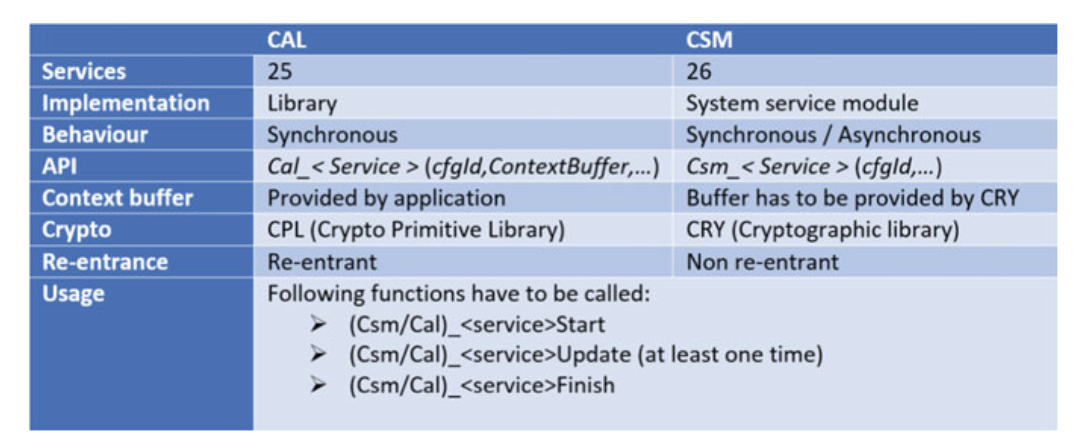 CAL CSM
Services 25 26
Implementation Library System service module
Behaviour Synchronous Synchronous / Asynchronous
API Cal_< Service > (cfgId,ContextBuffer,...) Csm_< Service > (cfgId,...)
Context buffer Provided by application Buffer has to be provided by CRY
Crypto CPL (Crypto Primitive Library) CRY (Cryptographic library)
Re-entrance Re-entrant Non re-entrant
Usage Following functions have to be called:
➢ (Csm/Cal)_<service>Start
➢ (Csm/Cal)_<service>Update (at least one time)
➢ (Csm/Cal)_<service>Finish